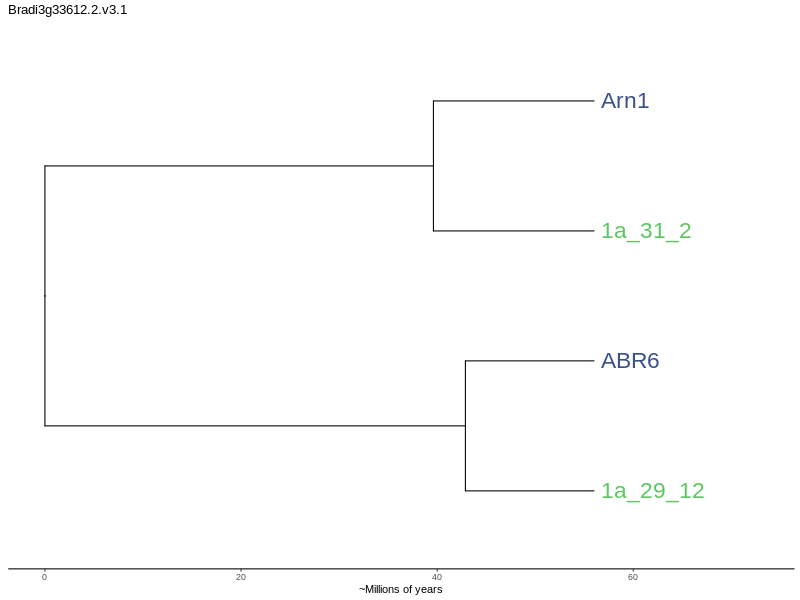 Bradi3g33612.2.v3.1
Arn1
1a_31_2
ABR6
1a_29_12
0 20 40 60
~Millions of years